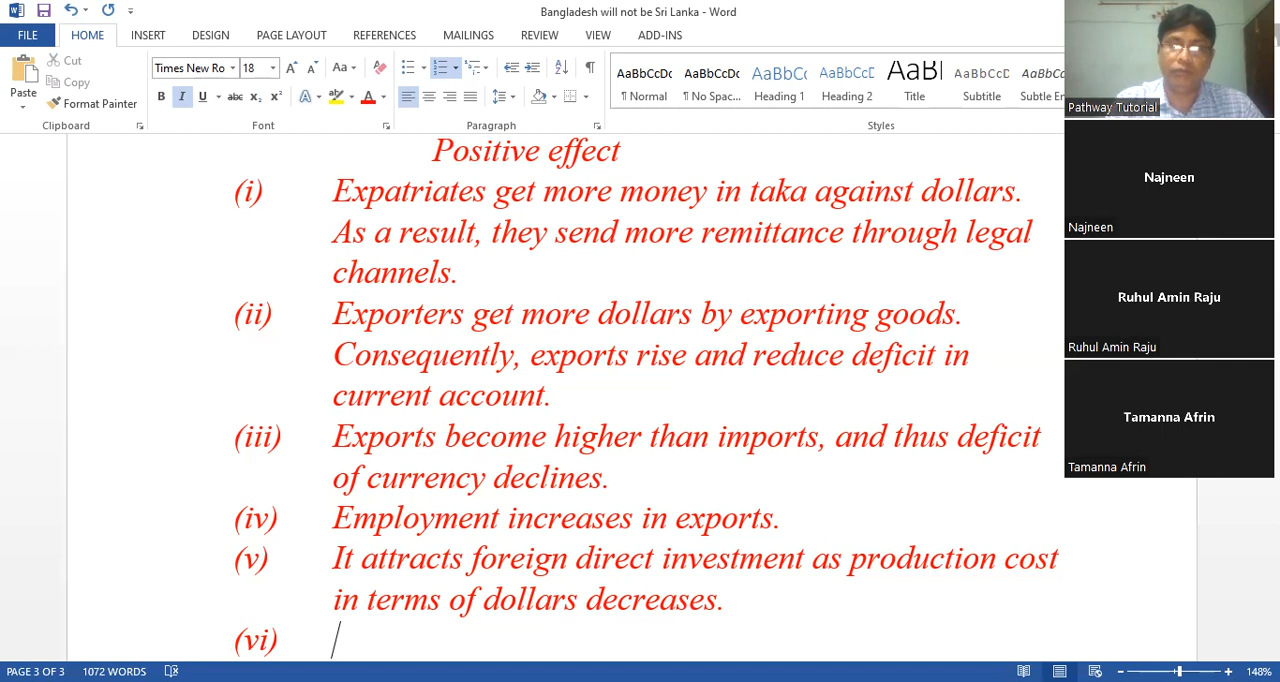 Bangladesh will not be Sri Lanka - Word
FILE HOME INSERT DESIGN PAGE LAYOUT REFERENCES MAILINGS REVIEW VIEW ADD-INS
Cut
Copy
Format Painter
Paste
Clipboard
Times New Ro 18
Aa
B I U abc x₂ x² A
Font
Paragraph
AaBbCcDc AaBbCcDc AaBbCc AaBbCcC AaBl AaBbCcD AaBbCcDc
¶ Normal ¶ No Spac... Heading 1 Heading 2 Title Subtitle Subtle Em
Styles
Positive effect
(i) Expatriates get more money in taka against dollars.
As a result, they send more remittance through legal
channels.
(ii) Exporters get more dollars by exporting goods.
Consequently, exports rise and reduce deficit in
current account.
(iii) Exports become higher than imports, and thus deficit
of currency declines.
(iv) Employment increases in exports.
(v) It attracts foreign direct investment as production cost
in terms of dollars decreases.
(vi)
PAGE 3 OF 3 1072 WORDS
148%
Pathway Tutorial
Najneen
Najneen
Ruhul Amin Raju
Ruhul Amin Raju
Tamanna Afrin
Tamanna Afrin